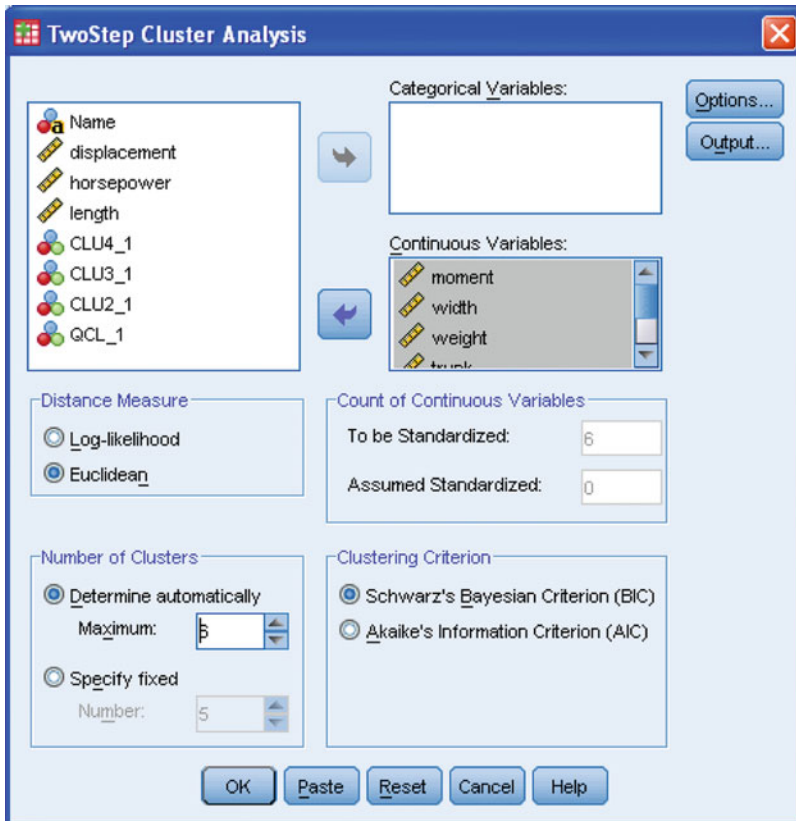 TwoStep Cluster Analysis
Name
displacement
horsepower
length
CLU4_1
CLU3_1
CLU2_1
QCL_1
Categorical Variables:
Options...
Output...
Continuous Variables:
moment
width
weight
trunk
Distance Measure
Log-likelihood
Euclidean
Count of Continuous Variables
To be Standardized: 6
Assumed Standardized: 0
Number of Clusters
Determine automatically
Maximum: 6
Specify fixed
Number: 5
Clustering Criterion
Schwarz's Bayesian Criterion (BIC)
Akaike's Information Criterion (AIC)
OK Paste Reset Cancel Help